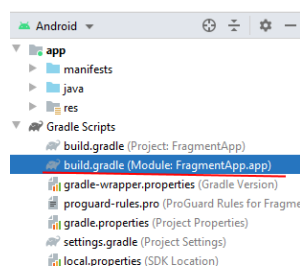 Android
app
manifests
java
res
Gradle Scripts
build.gradle (Project: FragmentApp)
build.gradle (Module: FragmentApp.app)
gradle-wrapper.properties (Gradle Version)
proguard-rules.pro (ProGuard Rules for Fragme
gradle.properties (Project Properties)
settings.gradle (Project Settings)
local.properties (SDK Location)